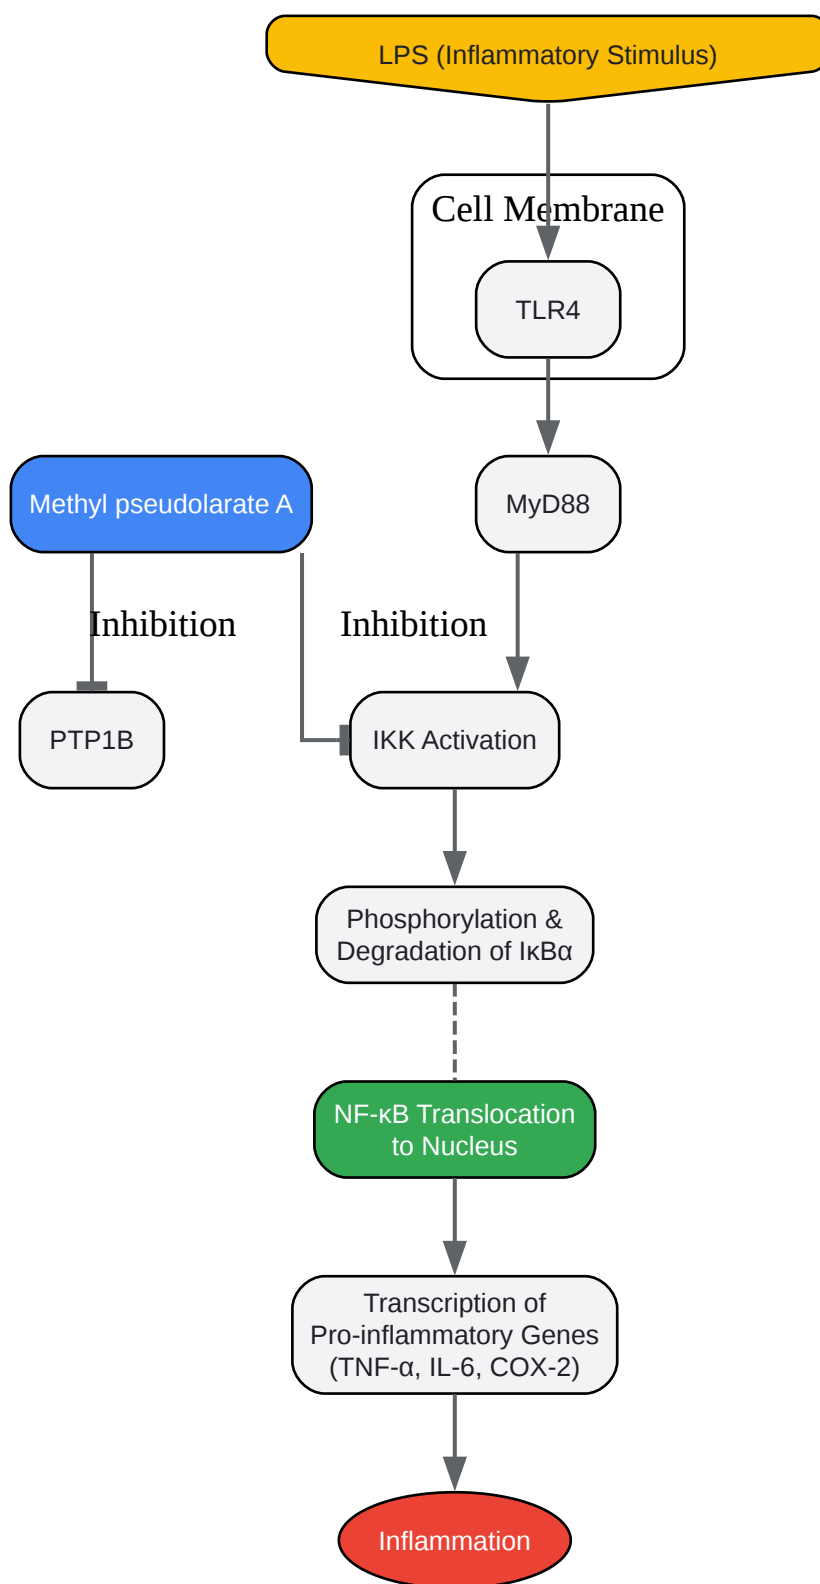 LPS (Inflammatory Stimulus)
Cell Membrane
TLR4
Methyl pseudolarate A
MyD88
Inhibition
Inhibition
PTP1B
IKK Activation
Phosphorylation &
Degradation of IκBα
NF-κB Translocation
to Nucleus
Transcription of
Pro-inflammatory Genes
(TNF-α, IL-6, COX-2)
Inflammation